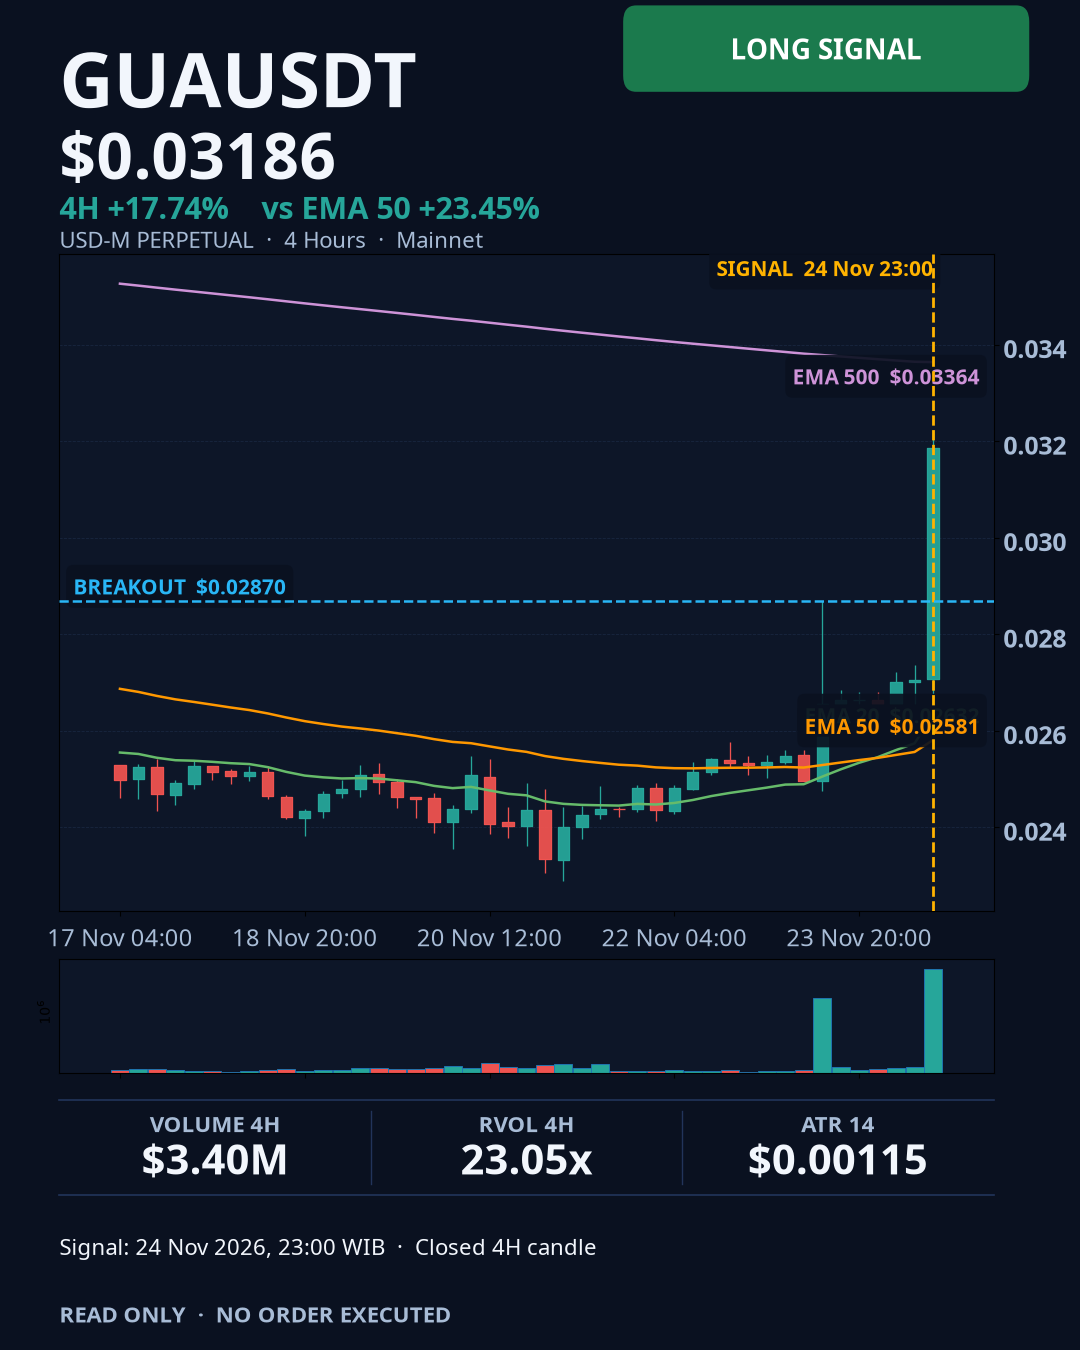 LONG SIGNAL
GUAUSDT
$0.03186
4H +17.74% vs EMA 50 +23.45%
USD-M PERPETUAL · 4 Hours · Mainnet
SIGNAL 24 Nov 23:00
0.034
EMA 500 $0.03364
0.032
0.030
BREAKOUT $0.02870
0.028
EMA 50 $0.02581
0.026
0.024
17 Nov 04:00 18 Nov 20:00 20 Nov 12:00 22 Nov 04:00 23 Nov 20:00
10⁶
VOLUME 4H RVOL 4H ATR 14
$3.40M 23.05x $0.00115
Signal: 24 Nov 2026, 23:00 WIB · Closed 4H candle
READ ONLY · NO ORDER EXECUTED